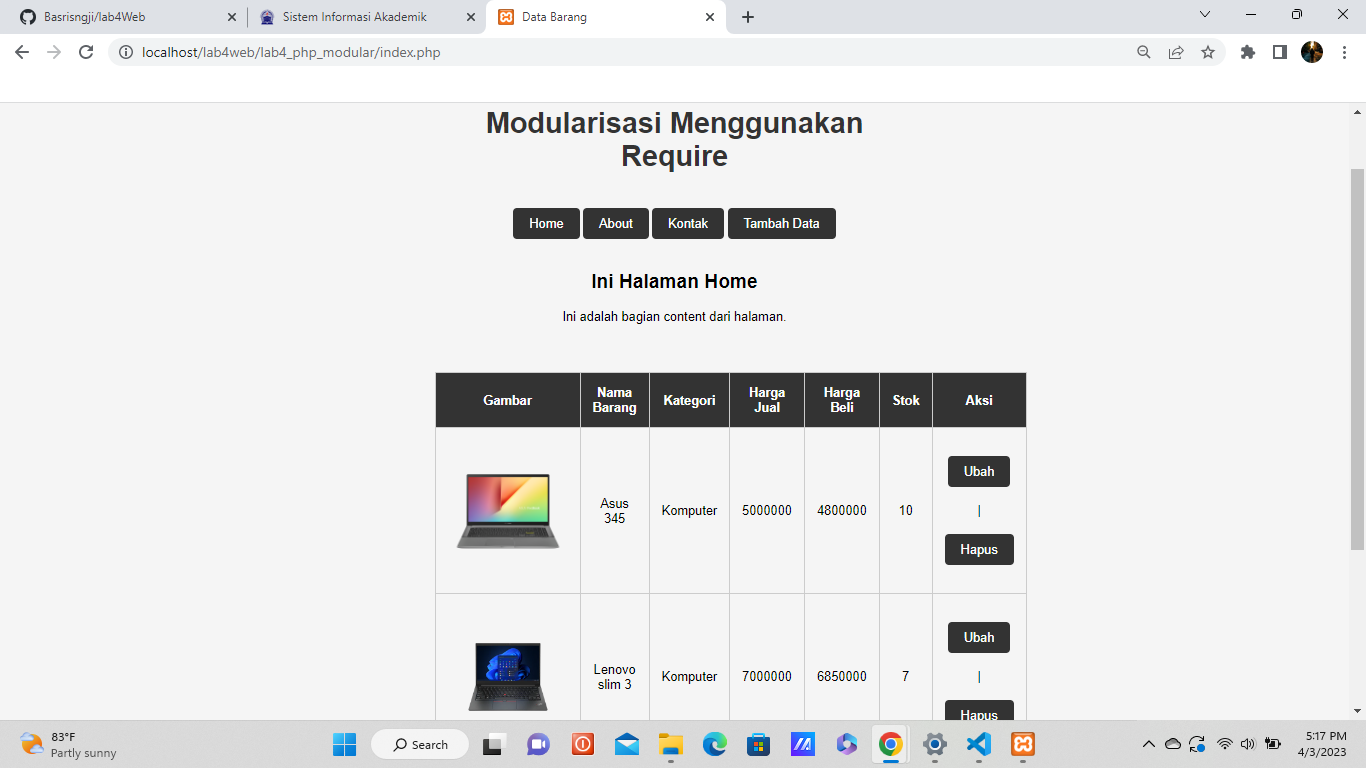 Basrisngji/lab4Web
Sistem Informasi Akademik
Data Barang
localhost/lab4web/lab4_php_modular/index.php
Modularisasi Menggunakan
Require
Home
About
Kontak
Tambah Data
Ini Halaman Home
Ini adalah bagian content dari halaman.
Gambar
Nama
Barang
Kategori
Harga
Jual
Harga
Beli
Stok
Aksi
Asus
345
Komputer
5000000
4800000
10
Ubah
|
Hapus
Lenovo
slim 3
Komputer
7000000
6850000
7
Ubah
|
Hapus
83°F
Partly sunny
Search
5:17 PM
4/3/2023